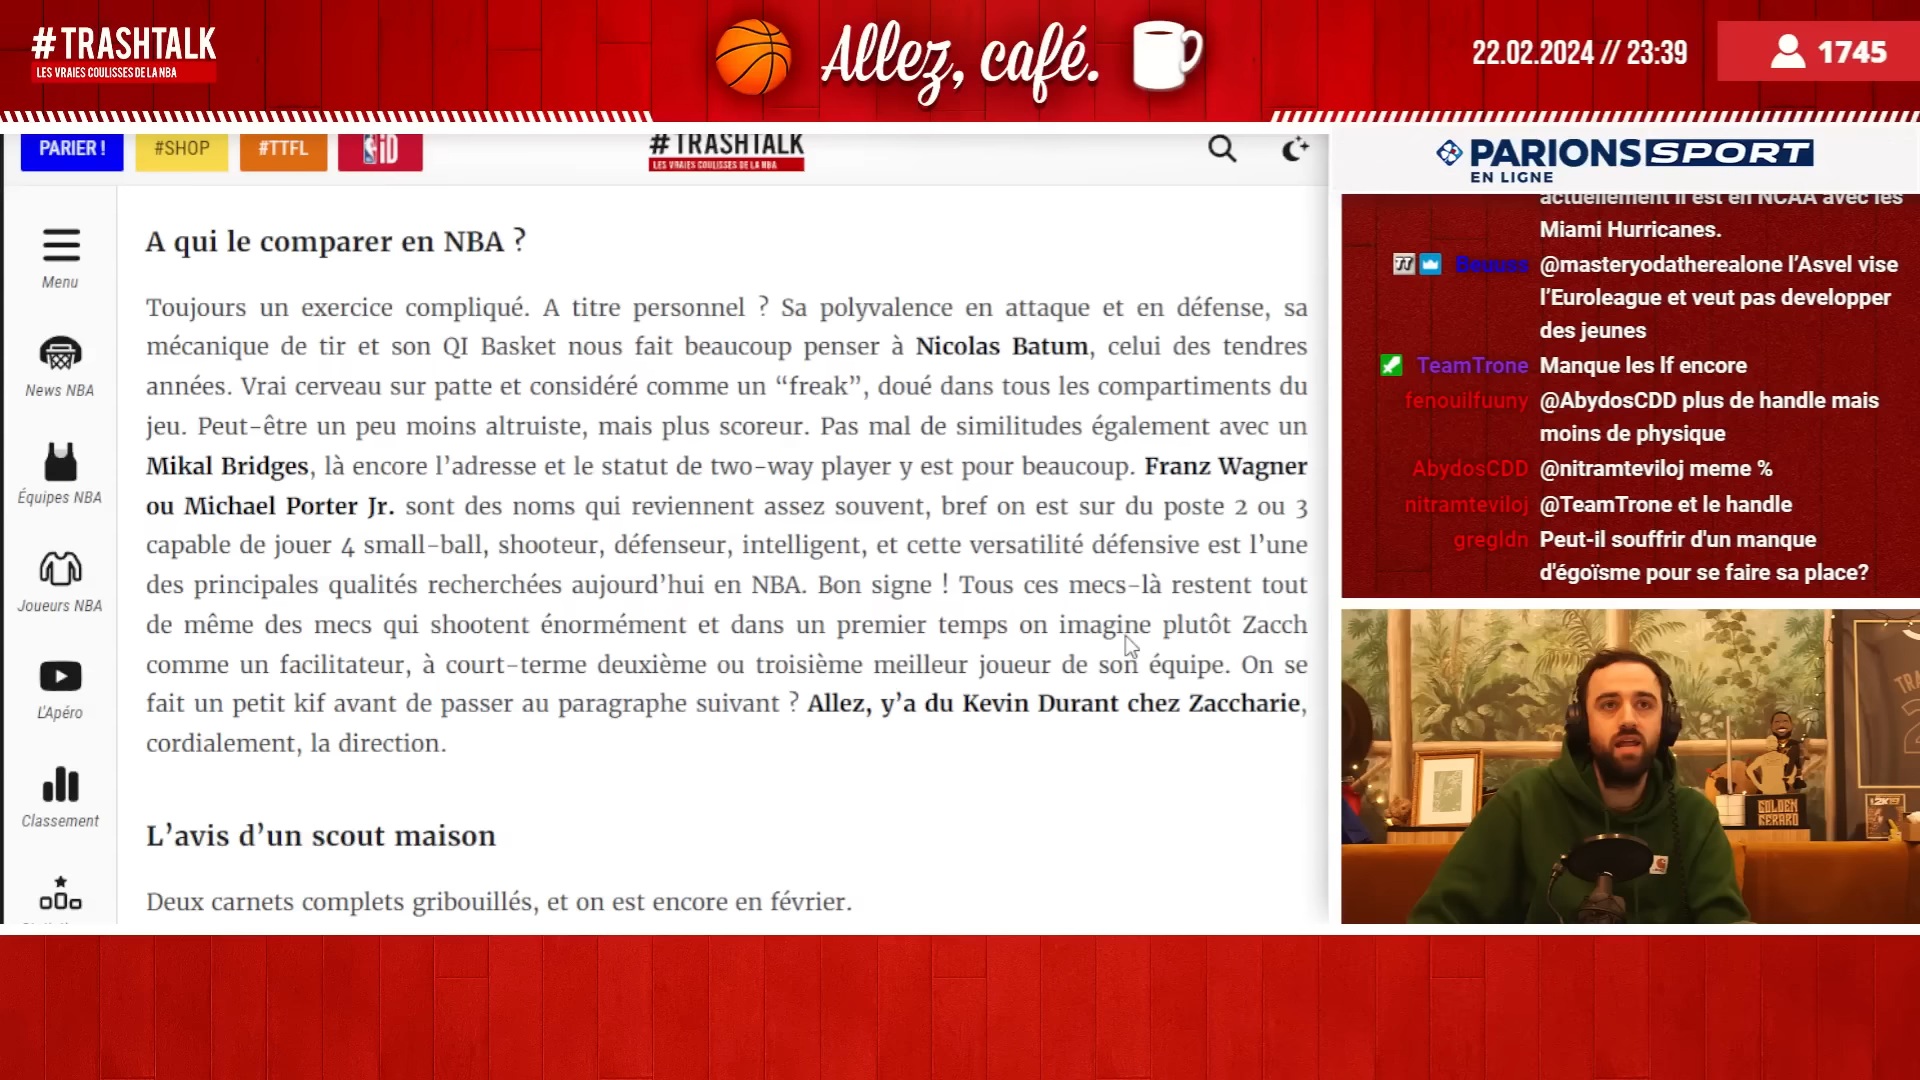 #TRASHTALK
LES VRAIES COULISSES DE LA NBA
Allez, café.
22.02.2024 // 23:39
1745
PARIER !
#SHOP
#TTFL
NBA iD
#TRASHTALK
LES VRAIES COULISSES DE LA NBA
Menu
News NBA
Équipes NBA
Joueurs NBA
L'Apéro
Classement
A qui le comparer en NBA ?
Toujours un exercice compliqué. A titre personnel ? Sa polyvalence en attaque et en défense, sa
mécanique de tir et son QI Basket nous fait beaucoup penser à Nicolas Batum, celui des tendres
années. Vrai cerveau sur patte et considéré comme un “freak”, doué dans tous les compartiments du
jeu. Peut-être un peu moins altruiste, mais plus scoreur. Pas mal de similitudes également avec un
Mikal Bridges, là encore l’adresse et le statut de two-way player y est pour beaucoup. Franz Wagner
ou Michael Porter Jr. sont des noms qui reviennent assez souvent, bref on est sur du poste 2 ou 3
capable de jouer 4 small-ball, shooteur, défenseur, intelligent, et cette versatilité défensive est l’une
des principales qualités recherchées aujourd’hui en NBA. Bon signe ! Tous ces mecs-là restent tout
de même des mecs qui shootent énormément et dans un premier temps on imagine plutôt Zacch
comme un facilitateur, à court-terme deuxième ou troisième meilleur joueur de son équipe. On se
fait un petit kif avant de passer au paragraphe suivant ? Allez, y’a du Kevin Durant chez Zaccharie,
cordialement, la direction.
L’avis d’un scout maison
Deux carnets complets gribouillés, et on est encore en février.
PARIONS SPORT
EN LIGNE
actuellement il est en NCAA avec les
Miami Hurricanes.
Beuuss @masteryodatherealone l’Asvel vise
l’Euroleague et veut pas developper
des jeunes
TeamTrone Manque les lf encore
fenouilfuuny @AbydosCDD plus de handle mais
moins de physique
AbydosCDD @nitramteviloj meme %
nitramteviloj @TeamTrone et le handle
gregldn Peut-il souffrir d'un manque
d'égoïsme pour se faire sa place?
GOLDEN
GERARD